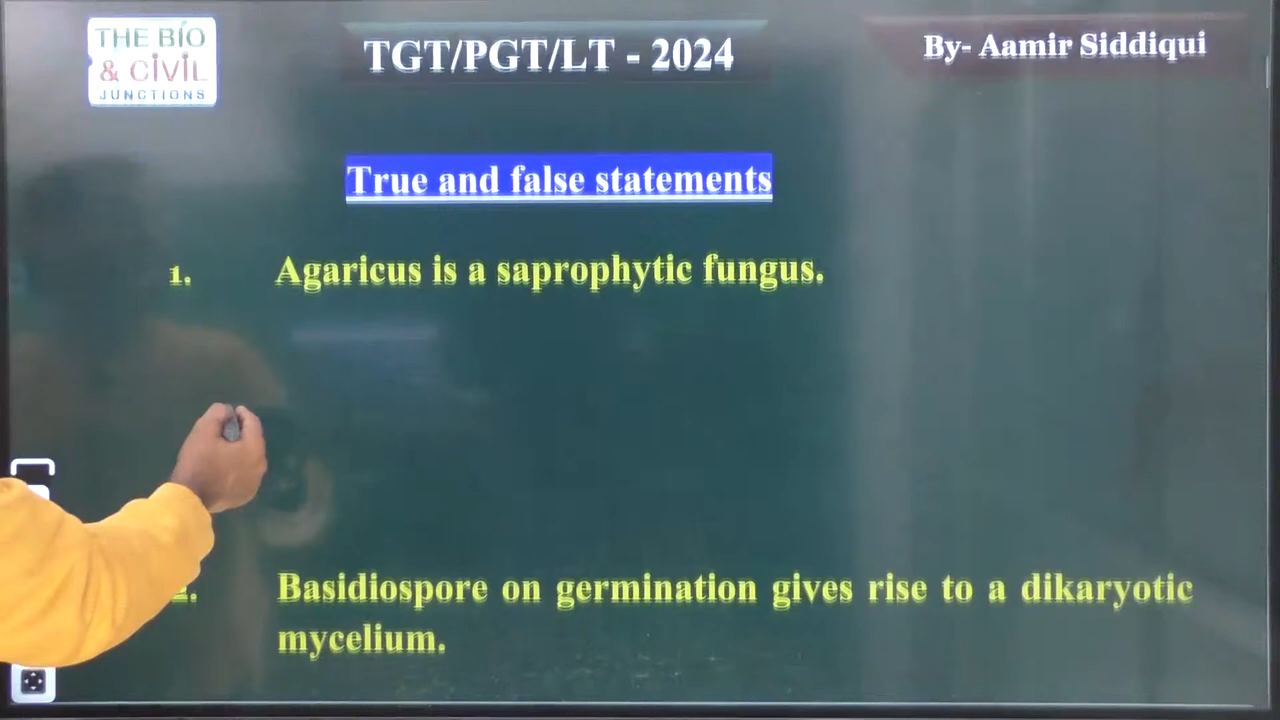 THE BIO
& CIVIL
JUNCTIONS
TGT/PGT/LT - 2024
By- Aamir Siddiqui
True and false statements
1. Agaricus is a saprophytic fungus.
2. Basidiospore on germination gives rise to a dikaryotic
mycelium.